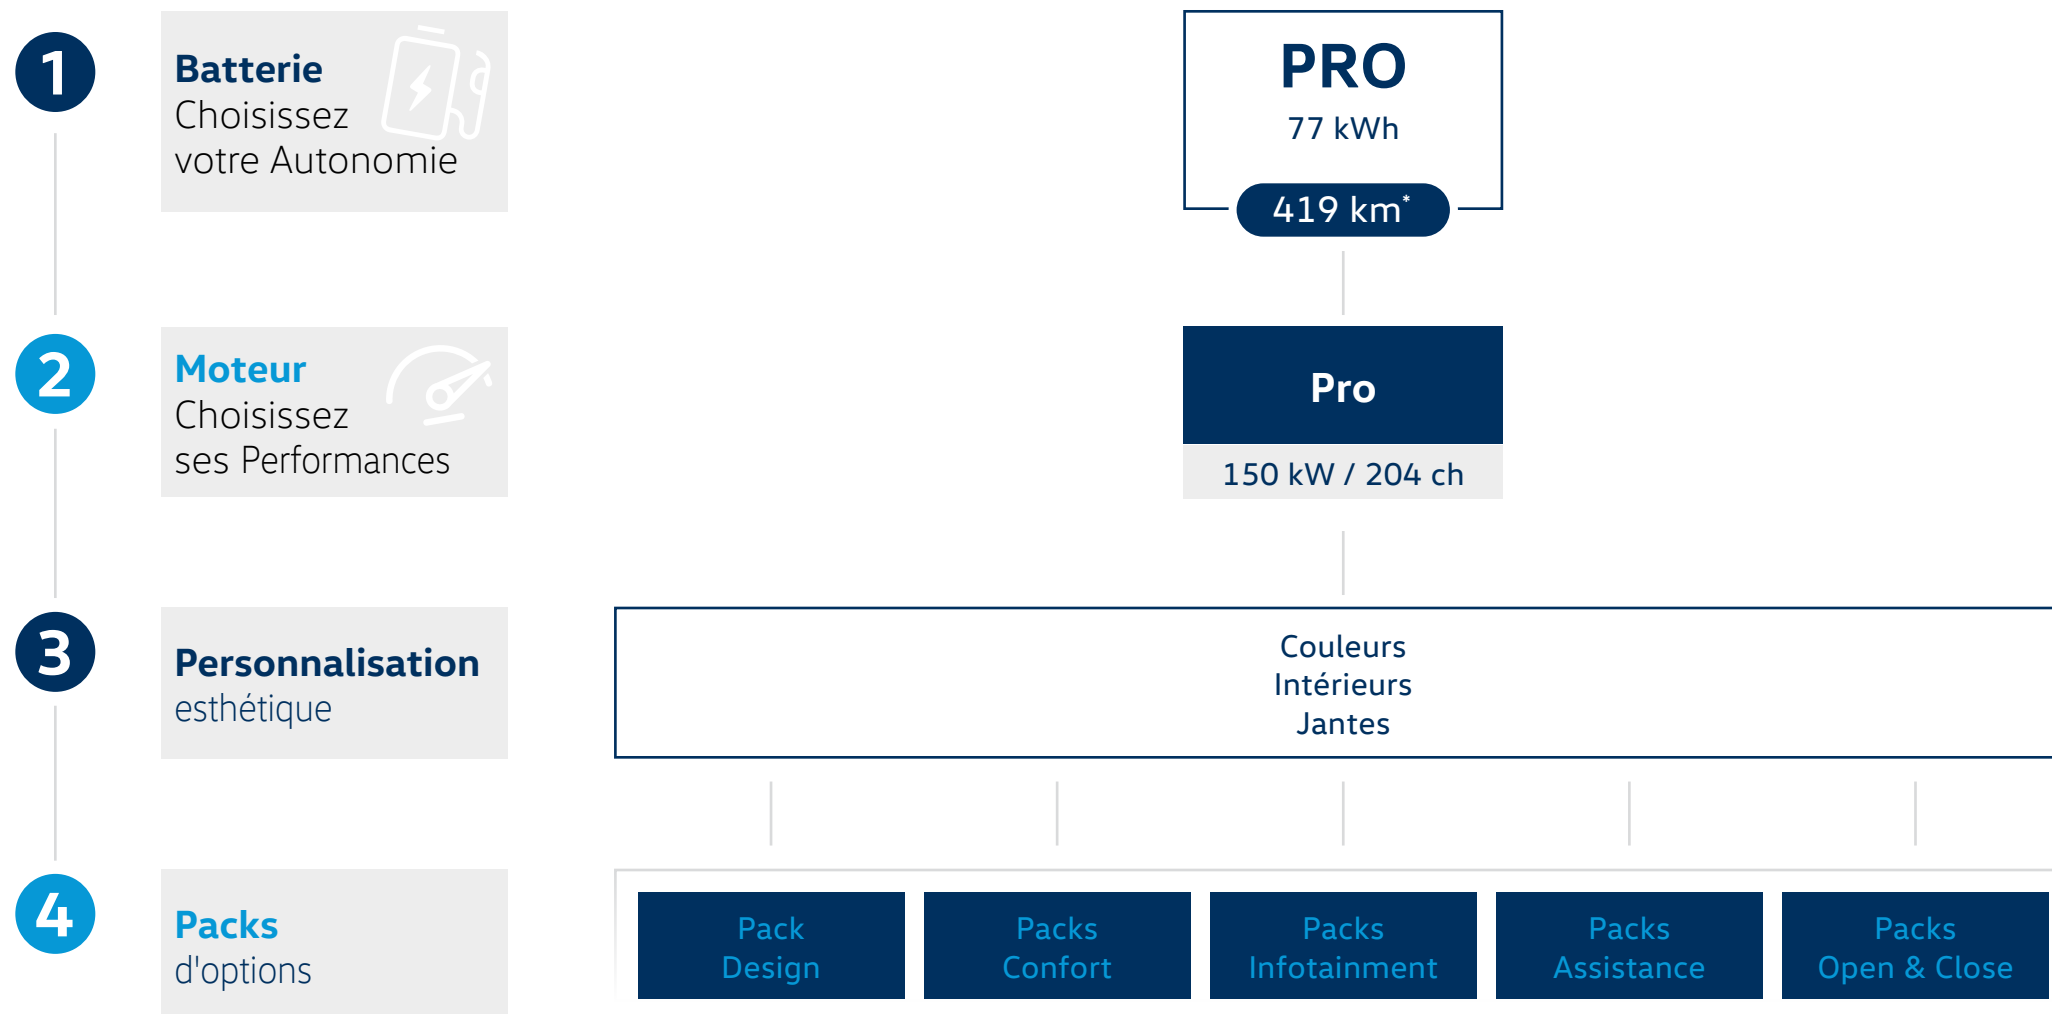 1
Batterie
Choisissez
votre Autonomie
PRO
77 kWh
419 km*
2
Moteur
Choisissez
ses Performances
Pro
150 kW / 204 ch
3
Personnalisation
esthétique
Couleurs
Intérieurs
Jantes
4
Packs
d'options
Pack
Design
Packs
Confort
Packs
Infotainment
Packs
Assistance
Packs
Open & Close